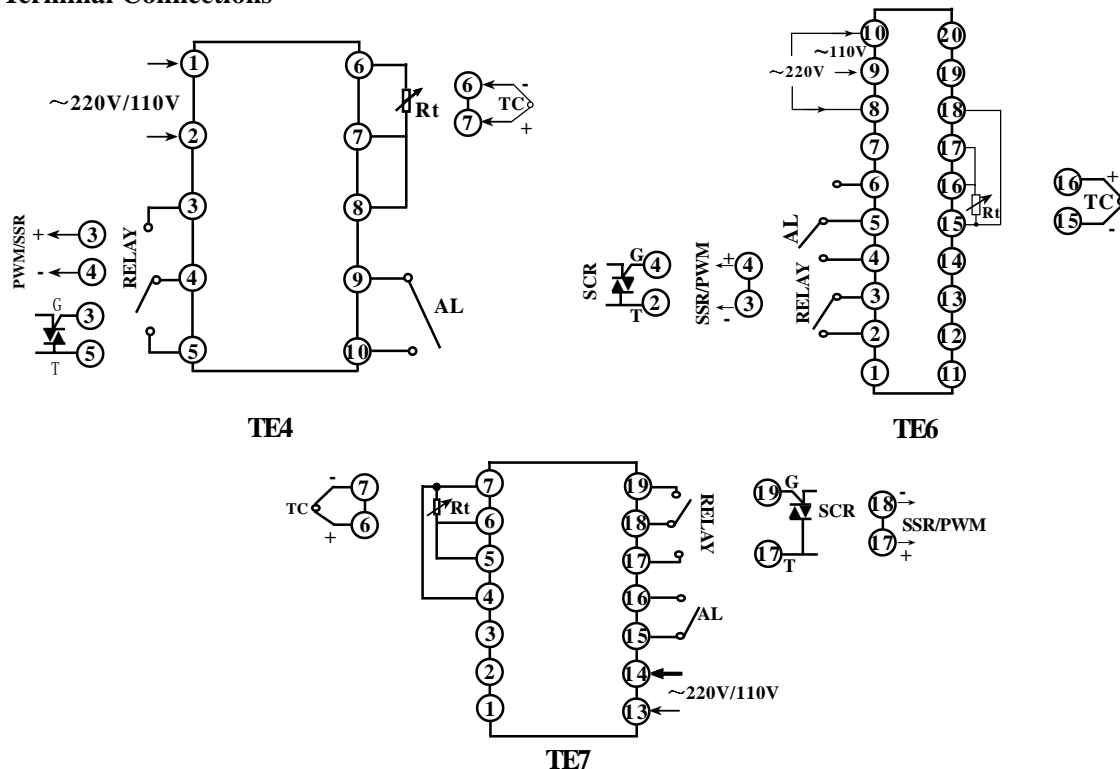 Terminal Connections
1
~220V/110V
2
3
4
5
6
7
8
9
10
Rt
6
7
-
TC
+
AL
RELAY
PWM/SSR
+
3
-
4
G
3
5
T
TE4
10
9
8
7
6
5
4
3
2
1
20
19
18
17
16
15
14
13
12
11
~110V
~220V
Rt
16
15
+
TC
-
AL
RELAY
SCR
G
4
2
T
SSR/PWM
+
4
3
-
TE6
TC
-
7
6
+
7
6
5
4
3
2
1
Rt
19
18
17
16
15
14
13
RELAY
AL
~220V/110V
19
G
SCR
17
T
18
-
SSR/PWM
17
+
TE7